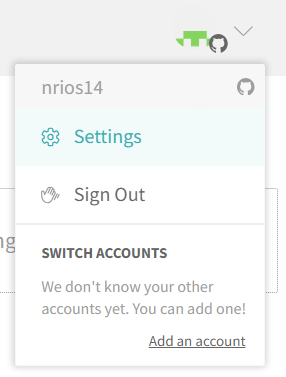 nrios14
Settings
ng
Sign Out
SWITCH ACCOUNTS
We don't know your other
accounts yet. You can add one!
Add an account